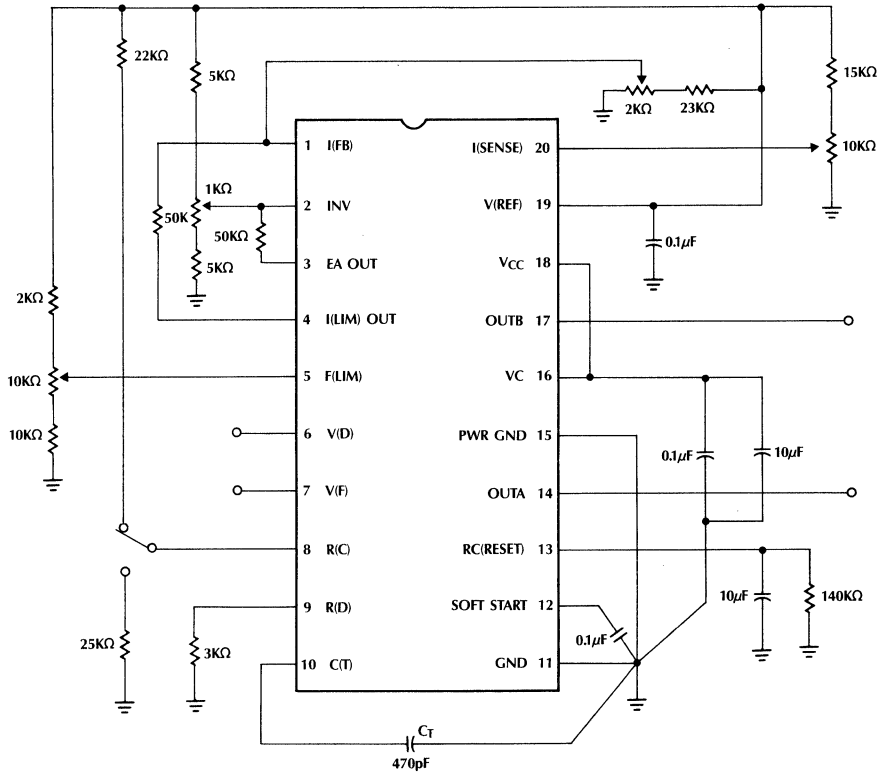 22KΩ
5KΩ
15KΩ
2KΩ 23KΩ
1 I(FB)
I(SENSE) 20
10KΩ
1KΩ
50K
2 INV
V(REF) 19
50KΩ
0.1µF
5KΩ
3 EA OUT
VCC 18
2KΩ
4 I(LIM) OUT
OUTB 17
10KΩ
5 F(LIM)
VC 16
10KΩ
6 V(D)
PWR GND 15
0.1µF
10µF
7 V(F)
OUTA 14
8 R(C)
RC(RESET) 13
10µF
140KΩ
9 R(D)
SOFT START 12
0.1µF
25KΩ
3KΩ
10 C(T)
GND 11
CT
470pF